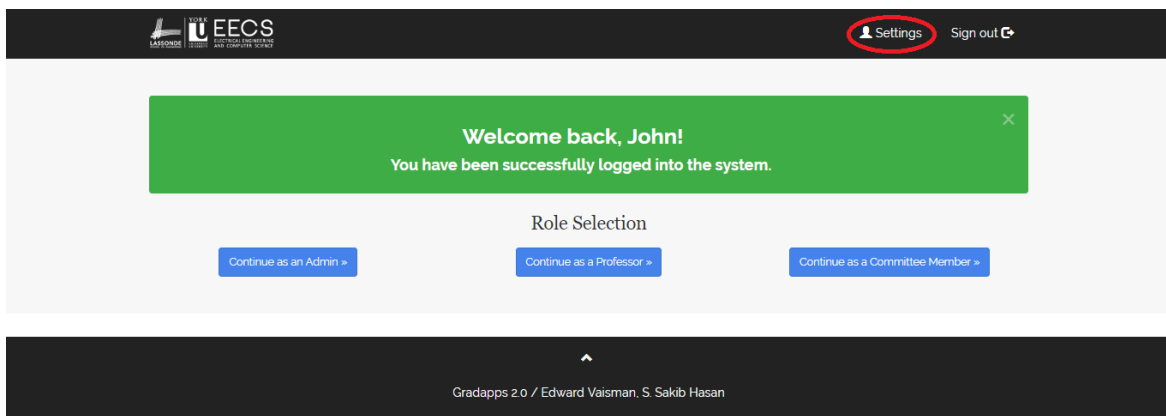 LASSONDE
YORK
U
EECS
ELECTRICAL ENGINEERING
AND COMPUTER SCIENCE
Settings
Sign out
×
Welcome back, John!
You have been successfully logged into the system.
Role Selection
Continue as an Admin »
Continue as a Professor »
Continue as a Committee Member »
Gradapps 2.0 / Edward Vaisman, S. Sakib Hasan